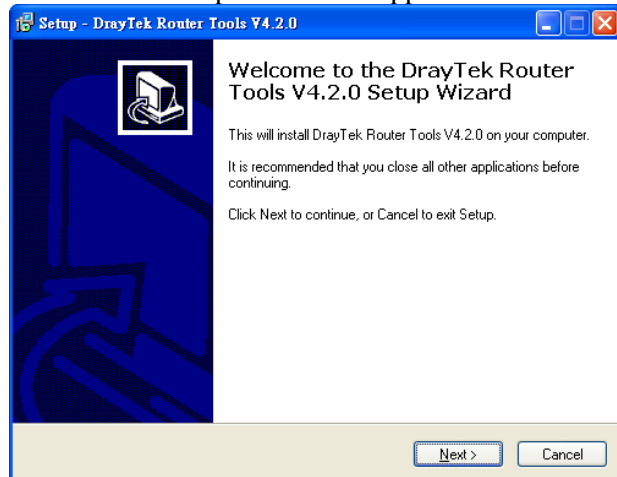 Setup - DrayTek Router Tools V4.2.0
Welcome to the DrayTek Router
Tools V4.2.0 Setup Wizard
This will install DrayTek Router Tools V4.2.0 on your computer.
It is recommended that you close all other applications before
continuing.
Click Next to continue, or Cancel to exit Setup.
Next >
Cancel